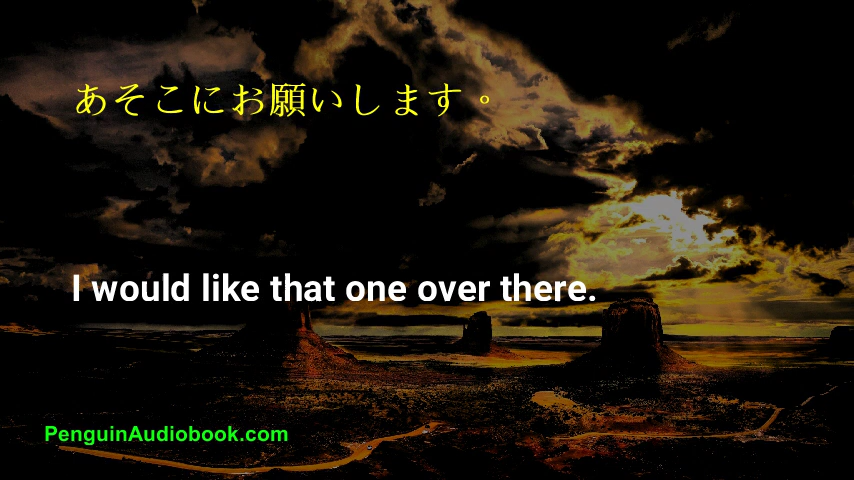 あそこにお願いします。
I would like that one over there.
PenguinAudiobook.com